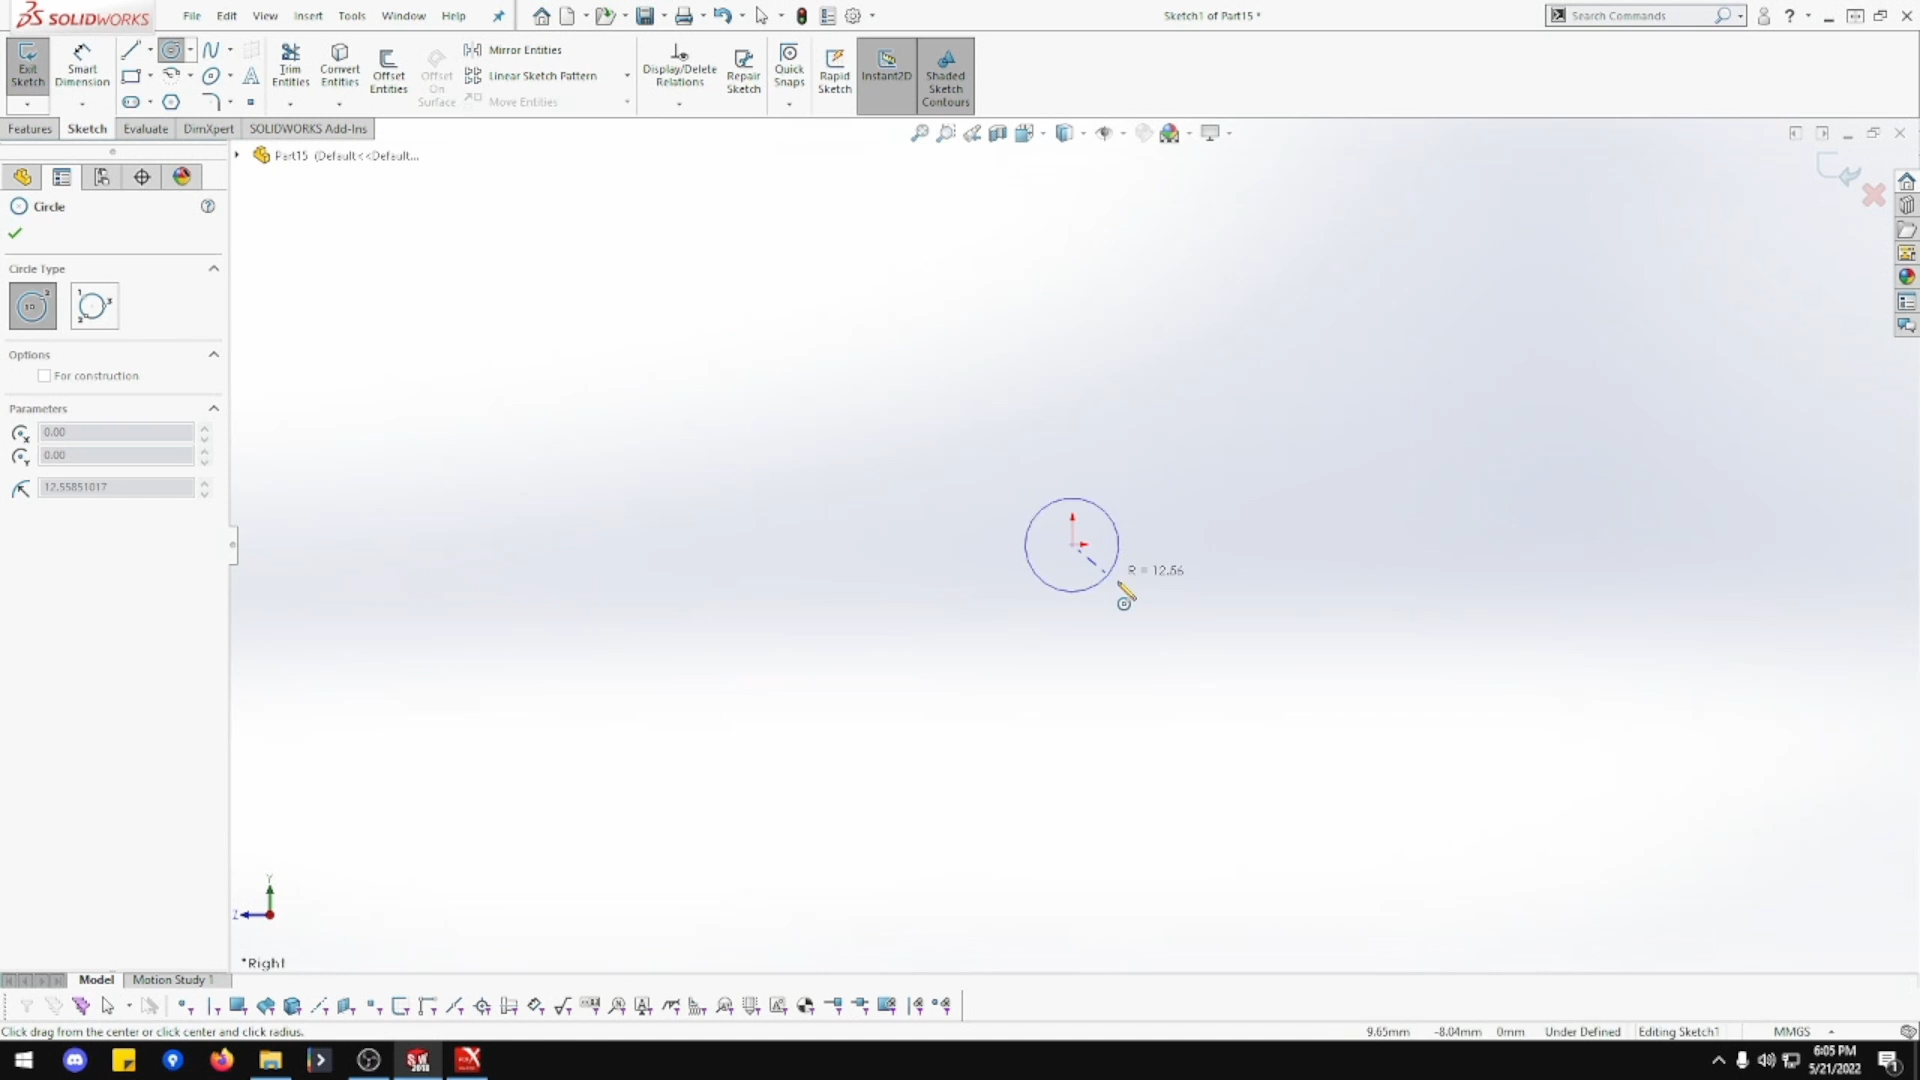 SOLIDWORKS
File Edit View Insert Tools Window Help
Sketch1 of Part15 *
Search Commands
Exit Sketch
Smart Dimension
Trim Entities
Convert Entities
Offset Entities
Offset On Surface
Mirror Entities
Linear Sketch Pattern
Move Entities
Display/Delete Relations
Repair Sketch
Quick Snaps
Rapid Sketch
Instant2D
Shaded Sketch Contours
Features Sketch Evaluate DimXpert SOLIDWORKS Add-Ins
Part15 (Default<<Default...
Circle
Circle Type
Options
For construction
Parameters
0.00
0.00
12.55851017
R = 12.56
Y
Z
*Right
Model Motion Study 1
Click drag from the center or click center and click radius.
9.65mm -8.04mm 0mm Under Defined Editing Sketch1 MMGS
6:05 PM
5/21/2022